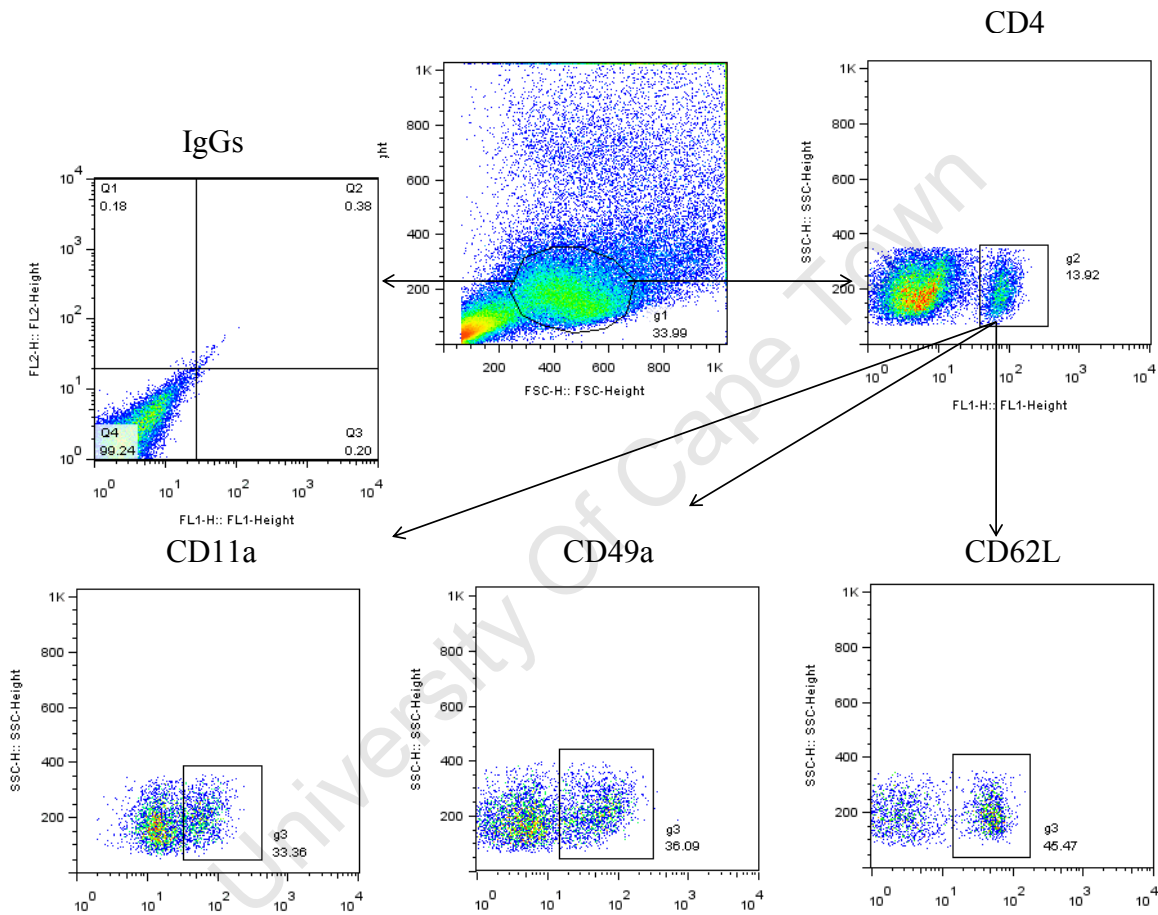 CD4
IgGs
ight
10^4
10^3
10^2
10^1
10^0
FL2-H:: FL2-Height
Q1
0.18
Q2
0.38
Q4
99.24
Q3
0.20
10^0 10^1 10^2 10^3 10^4
FL1-H:: FL1-Height
1K
800
600
400
200
g1
33.99
200 400 600 800 1K
FSC-H:: FSC-Height
1K
800
600
400
200
SSC-H:: SSC-Height
g2
13.92
10^0 10^1 10^2 10^3 10^4
FL1-H:: FL1-Height
CD11a
1K
800
600
400
200
SSC-H:: SSC-Height
g3
33.36
10^0 10^1 10^2 10^3 10^4
CD49a
1K
800
600
400
200
SSC-H:: SSC-Height
g3
36.09
10^0 10^1 10^2 10^3 10^4
CD62L
1K
800
600
400
200
SSC-H:: SSC-Height
g3
45.47
10^0 10^1 10^2 10^3 10^4
University Of Cape Town